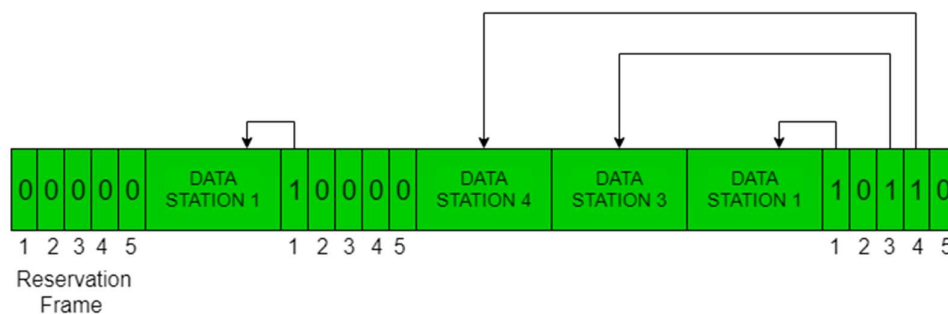 0 0 0 0 0 DATA STATION 1 1 0 0 0 0 DATA STATION 4 DATA STATION 3 DATA STATION 1 1 0 1 1 0
1 2 3 4 5 1 2 3 4 5 1 2 3 4 5
Reservation
Frame